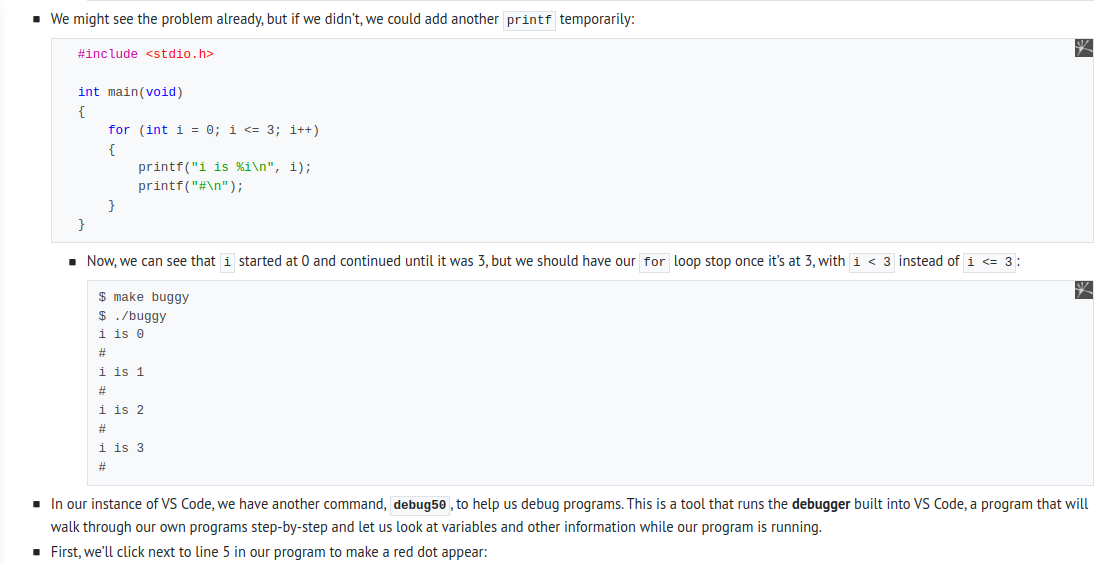 We might see the problem already, but if we didn’t, we could add another printf temporarily:
#include <stdio.h>
int main(void)
{
    for (int i = 0; i <= 3; i++)
    {
        printf("i is %i\n", i);
        printf("#\n");
    }
}
Now, we can see that i started at 0 and continued until it was 3, but we should have our for loop stop once it’s at 3, with i < 3 instead of i <= 3:
$ make buggy
$ ./buggy
i is 0
#
i is 1
#
i is 2
#
i is 3
#
In our instance of VS Code, we have another command, debug50, to help us debug programs. This is a tool that runs the debugger built into VS Code, a program that will
walk through our own programs step-by-step and let us look at variables and other information while our program is running.
First, we’ll click next to line 5 in our program to make a red dot appear: